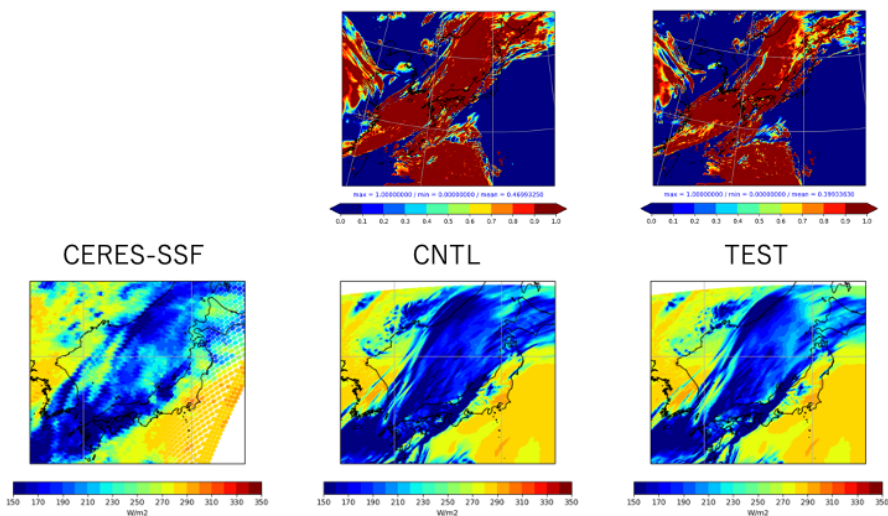 max = 1.00000000 / min = 0.00000000 / mean = 0.46993250
max = 1.00000000 / min = 0.00000000 / mean = 0.39933630
0.0 0.1 0.2 0.3 0.4 0.5 0.6 0.7 0.8 0.9 1.0
0.0 0.1 0.2 0.3 0.4 0.5 0.6 0.7 0.8 0.9 1.0
CERES-SSF
CNTL
TEST
150 170 190 210 230 250 270 290 310 330 350
W/m2
150 170 190 210 230 250 270 290 310 330 350
W/m2
150 170 190 210 230 250 270 290 310 330 350
W/m2